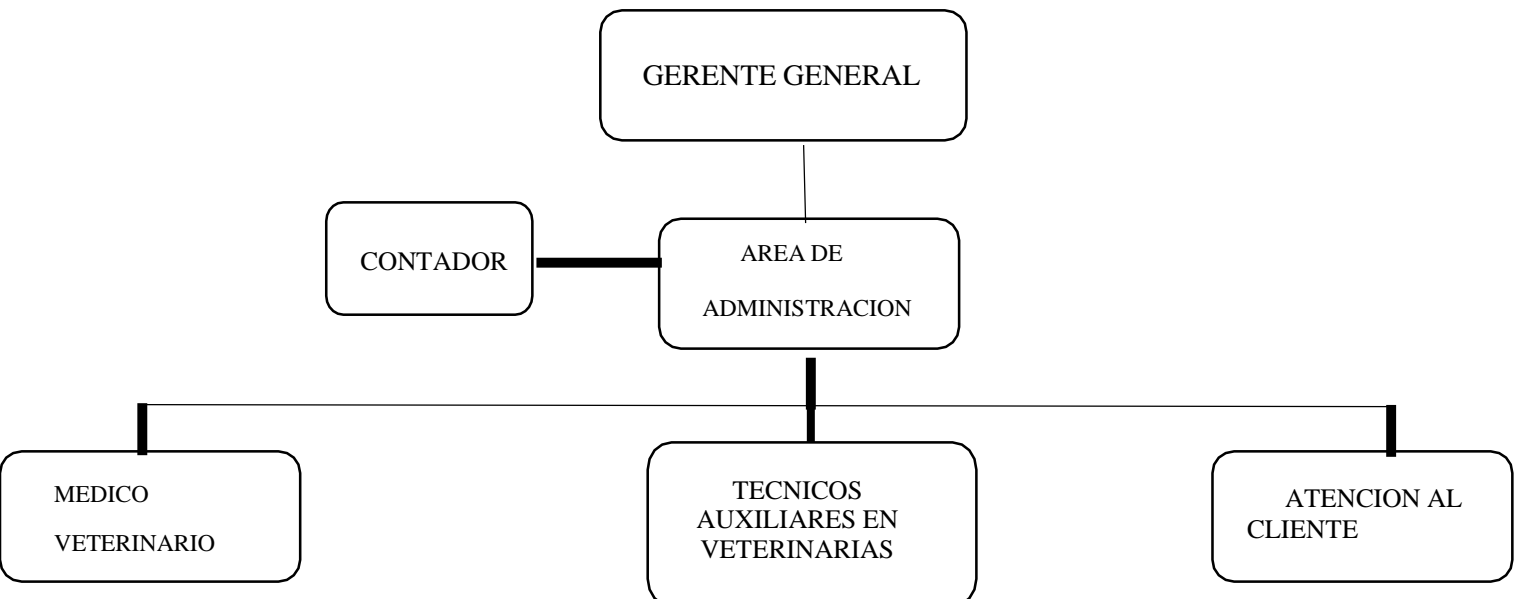 GERENTE GENERAL
CONTADOR
AREA DE
ADMINISTRACION
MEDICO
VETERINARIO
TECNICOS
AUXILIARES EN
VETERINARIAS
ATENCION AL
CLIENTE